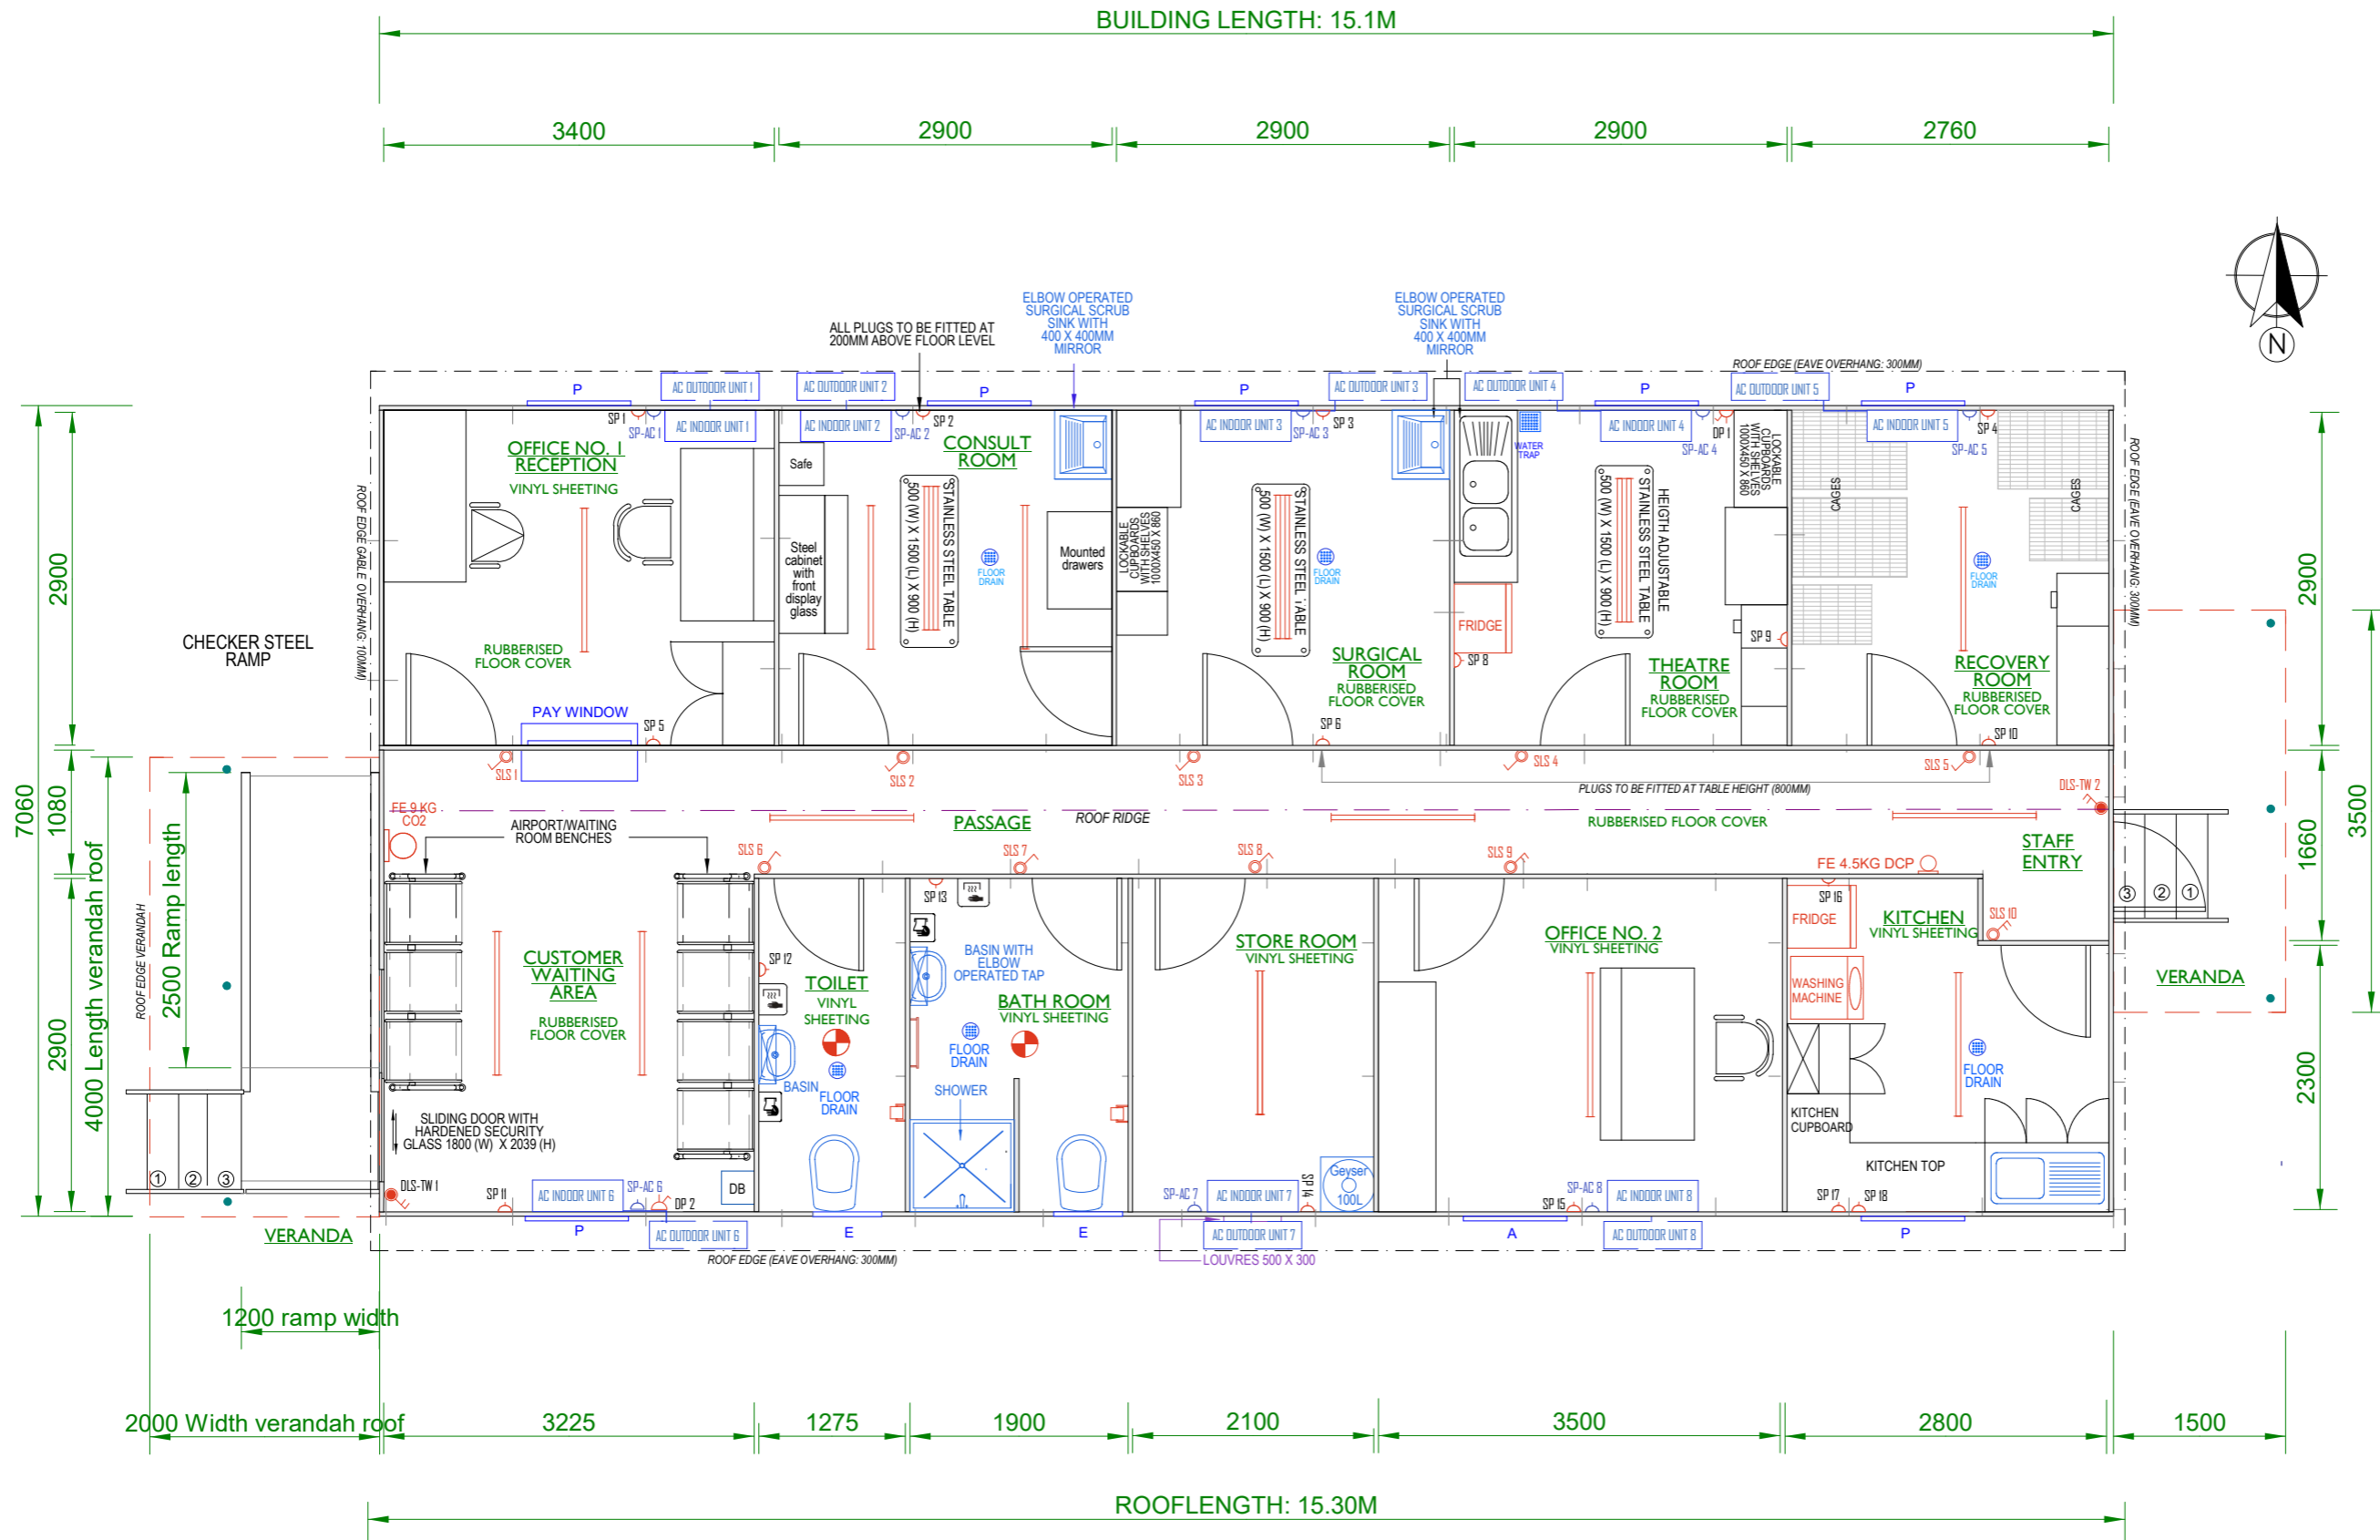 BUILDING LENGTH: 15.1M
3400
2900
2900
2900
2760
N
ELBOW OPERATED
SURGICAL SCRUB
SINK WITH
400 X 400MM
MIRROR
ELBOW OPERATED
SURGICAL SCRUB
SINK WITH
400 X 400MM
MIRROR
ALL PLUGS TO BE FITTED AT
200MM ABOVE FLOOR LEVEL
ROOF EDGE (EAVE OVERHANG: 300MM)
P
AC OUTDOOR UNIT 1
AC OUTDOOR UNIT 2
P
P
AC OUTDOOR UNIT 3
AC OUTDOOR UNIT 4
P
AC OUTDOOR UNIT 5
P
SP 1
SP-AC 1
AC INDOOR UNIT 1
AC INDOOR UNIT 2
SP-AC 2
SP 2
AC INDOOR UNIT 3
SP-AC 3
SP 3
WATER
TRAP
AC INDOOR UNIT 4
SP-AC 4
DP 1
AC INDOOR UNIT 5
SP-AC 5
SP 4
OFFICE NO. 1
RECEPTION
VINYL SHEETING
RUBBERISED
FLOOR COVER
CONSULT
ROOM
Safe
Steel
cabinet
with
front
display
glass
STAINLESS STEEL TABLE
500 (W) X 1500 (L) X 900 (H)
FLOOR
DRAIN
Mounted
drawers
LOCKABLE
CUPBOARDS
WITH SHELVES
1000X450 X 860
STAINLESS STEEL TABLE
500 (W) X 1500 (L) X 900 (H)
FLOOR
DRAIN
SURGICAL
ROOM
RUBBERISED
FLOOR COVER
FRIDGE
SP 8
HEIGTH ADJUSTABLE
STAINLESS STEEL TABLE
500 (W) X 1500 (L) X 900 (H)
LOCKABLE
CUPBOARDS
WITH SHELVES
1000X450 X 860
SP 9
THEATRE
ROOM
RUBBERISED
FLOOR COVER
CAGES
CAGES
FLOOR
DRAIN
RECOVERY
ROOM
RUBBERISED
FLOOR COVER
ROOF EDGE GABLE OVERHANG: 100MM)
ROOF EDGE (EAVE OVERHANG: 300MM)
CHECKER STEEL
RAMP
2900
1080
2900
7060
4000 Length verandah roof
2500 Ramp length
ROOF EDGE VERANDAH
2900
1660
2300
3500
PAY WINDOW
SP 5
SP 6
SP 10
SLS 1
SLS 2
SLS 3
SLS 4
SLS 5
PLUGS TO BE FITTED AT TABLE HEIGHT (800MM)
DLS-TW 2
FE 9 KG
CO2
AIRPORT/WAITING
ROOM BENCHES
PASSAGE
ROOF RIDGE
RUBBERISED FLOOR COVER
STAFF
ENTRY
SLS 6
SLS 7
SLS 8
SLS 9
FE 4.5KG DCP
SLS 10
3 2 1
VERANDA
CUSTOMER
WAITING
AREA
RUBBERISED
FLOOR COVER
SLIDING DOOR WITH
HARDENED SECURITY
GLASS 1800 (W) X 2039 (H)
1 2 3
DLS-TW 1
SP 11
AC INDOOR UNIT 6
SP-AC 6
DP 2
DB
SP 12
TOILET
VINYL
SHEETING
BASIN
FLOOR
DRAIN
SP 13
BASIN WITH
ELBOW
OPERATED TAP
BATH ROOM
VINYL SHEETING
FLOOR
DRAIN
SHOWER
STORE ROOM
VINYL SHEETING
SP-AC 7
AC INDOOR UNIT 7
SP 14
Geyser
100L
OFFICE NO. 2
VINYL SHEETING
SP 15
SP-AC 8
AC INDOOR UNIT 8
SP 16
FRIDGE
KITCHEN
VINYL SHEETING
WASHING
MACHINE
FLOOR
DRAIN
KITCHEN
CUPBOARD
KITCHEN TOP
SP 17
SP 18
VERANDA
P
AC OUTDOOR UNIT 6
E
E
AC OUTDOOR UNIT 7
A
AC OUTDOOR UNIT 8
P
ROOF EDGE (EAVE OVERHANG: 300MM)
LOUVRES 500 X 300
1200 ramp width
2000 Width verandah roof
3225
1275
1900
2100
3500
2800
1500
ROOFLENGTH: 15.30M